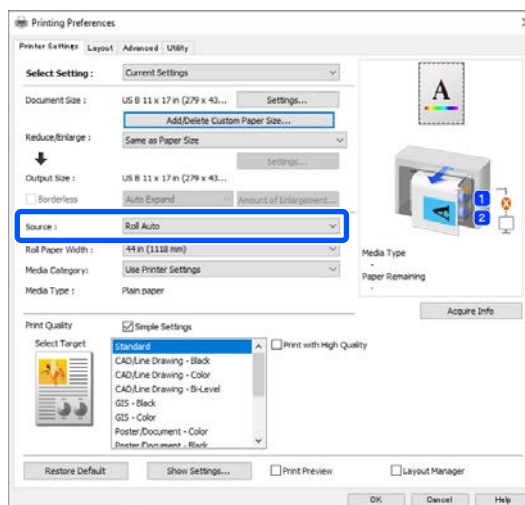 Printing Preferences
Printer Settings Layout Advanced Utility
Select Setting : Current Settings
Document Size : US B 11 x 17 in (279 x 43... Settings...
Add/Delete Custom Paper Size...
Reduce/Enlarge : Same as Paper Size
Settings...
Output Size : US B 11 x 17 in (279 x 43...
Borderless Auto Expand Amount of Enlargement...
Source : Roll Auto
Roll Paper Width : 44 in (1118 mm)
Media Category: Use Printer Settings
Media Type : Plain paper
A
A
1
2
Media Type
-
Paper Remaining
-
Acquire Info
Print Quality Simple Settings
Select Target
Standard
CAD/Line Drawing - Black
CAD/Line Drawing - Color
CAD/Line Drawing - Bi-Level
GIS - Black
GIS - Color
Poster/Document - Color
Poster/Document - Black
Print with High Quality
Restore Default Show Settings... Print Preview Layout Manager
OK Cancel Help